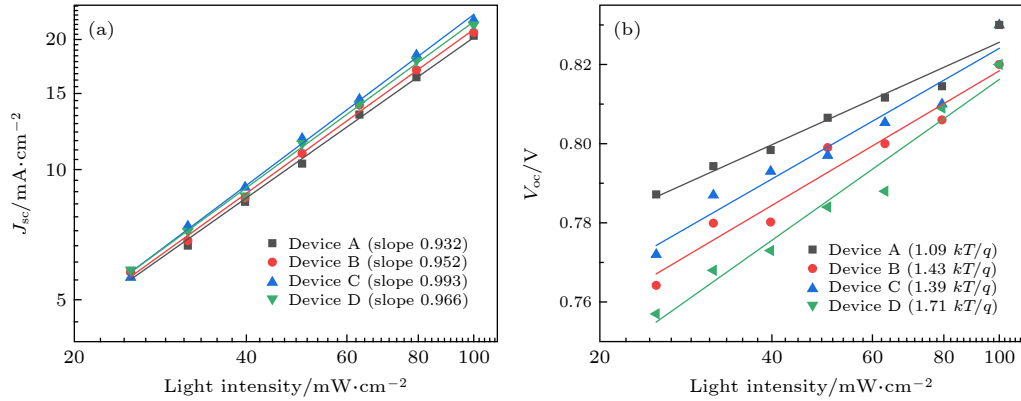 (a)
20
15
10
5
J_sc/mA·cm⁻²
Device A (slope 0.932)
Device B (slope 0.952)
Device C (slope 0.993)
Device D (slope 0.966)
20 40 60 80 100
Light intensity/mW·cm⁻²
(b)
0.82
0.80
0.78
0.76
V_oc/V
Device A (1.09 kT/q)
Device B (1.43 kT/q)
Device C (1.39 kT/q)
Device D (1.71 kT/q)
20 40 60 80 100
Light intensity/mW·cm⁻²